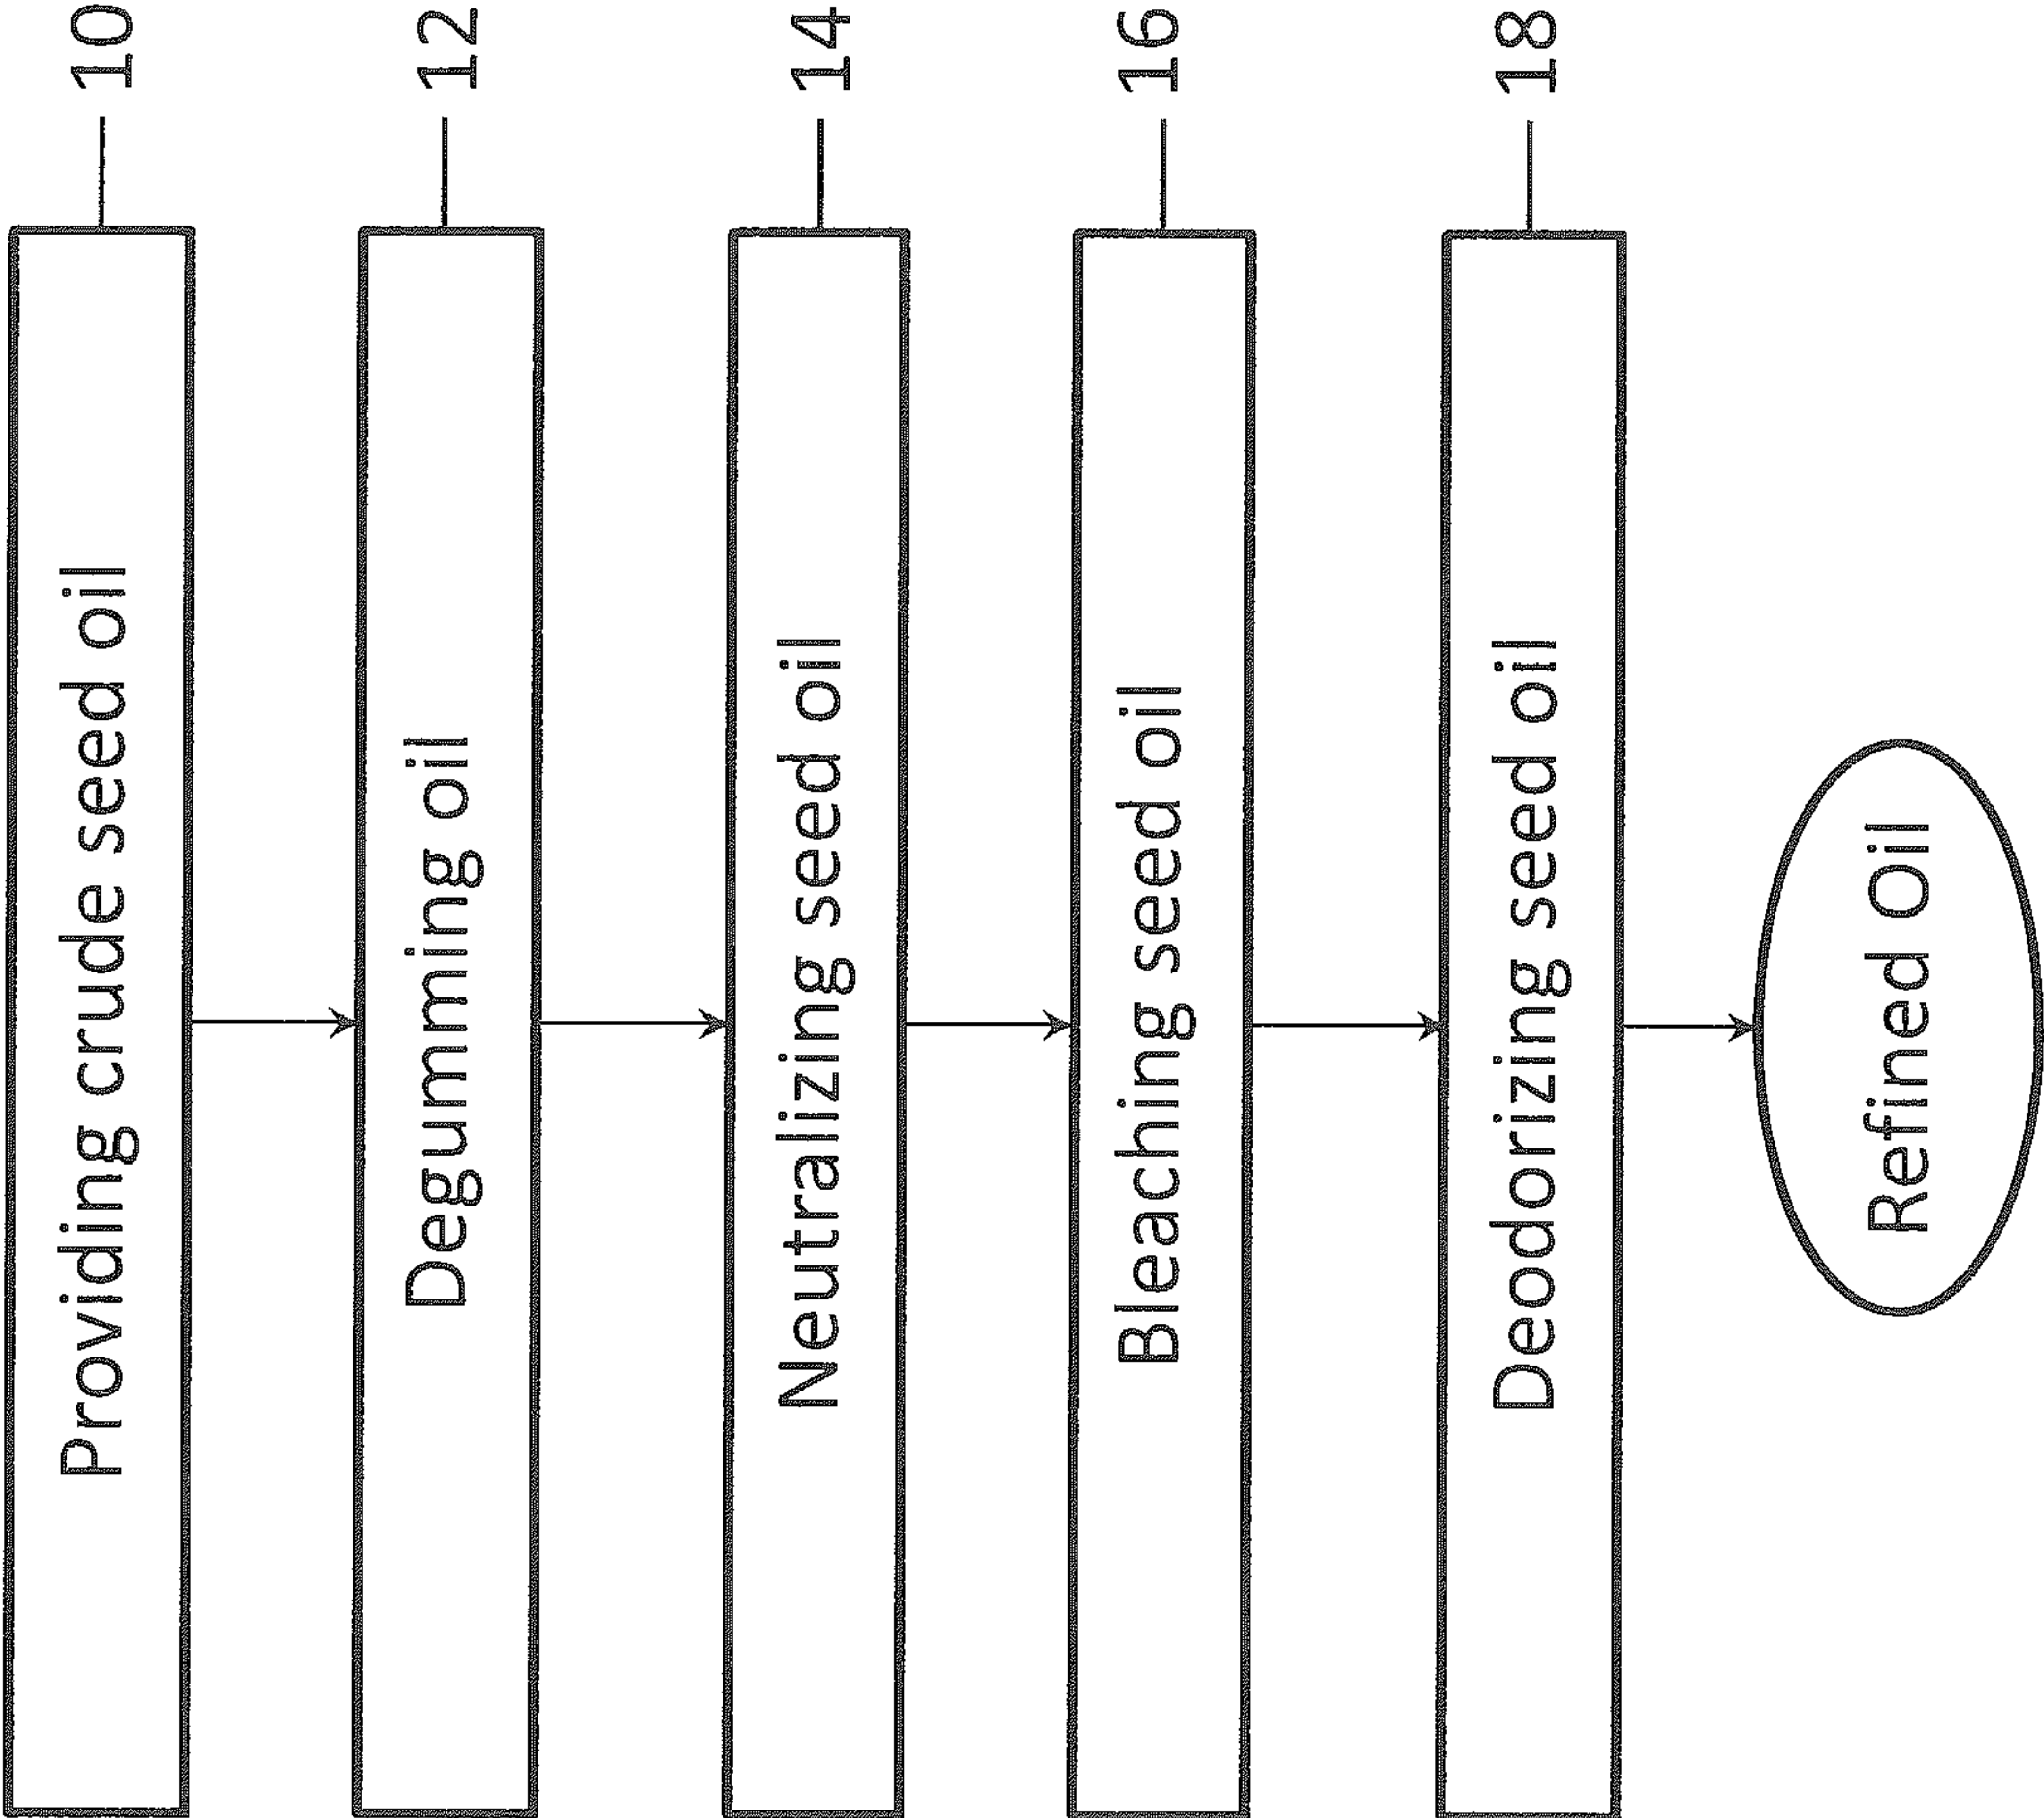 Providing crude seed oil
10
Degumming oil
12
Neutralizing seed oil
14
Bleaching seed oil
16
Deodorizing seed oil
18
Refined Oil